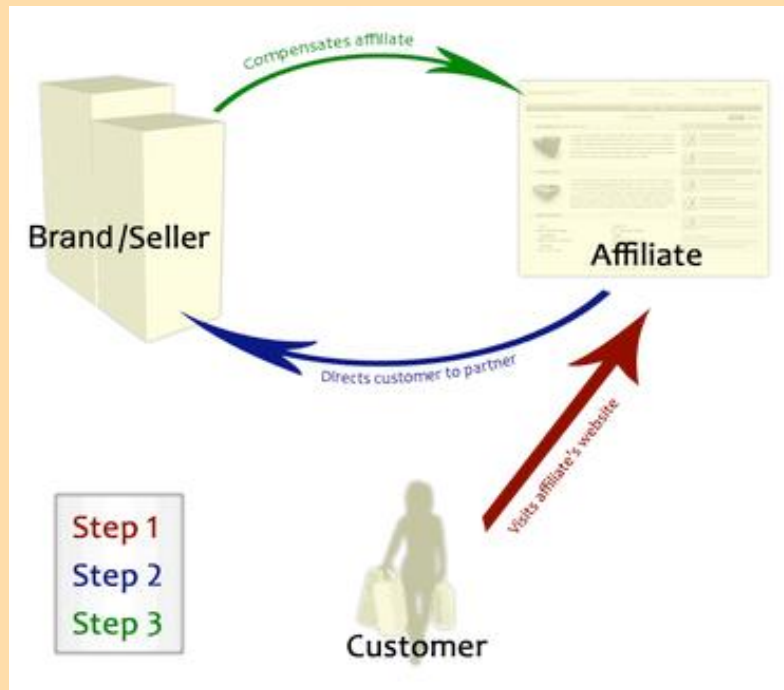 Compensates affiliate
Brand/Seller
Affiliate
Directs customer to partner
Visits affiliate's website
Step 1
Step 2
Step 3
Customer